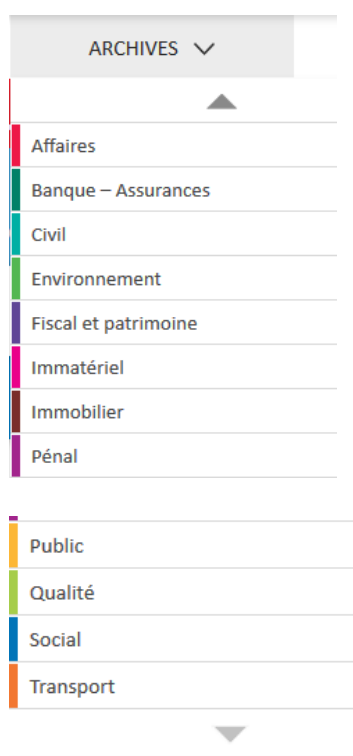 ARCHIVES
Affaires
Banque – Assurances
Civil
Environnement
Fiscal et patrimoine
Immatériel
Immobilier
Pénal
Public
Qualité
Social
Transport